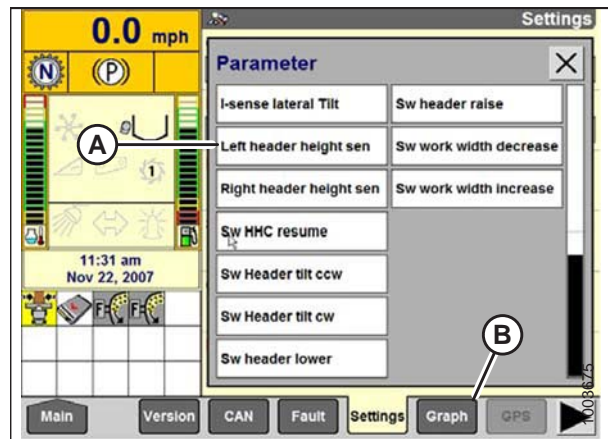 0.0 mph
Settings
N
(P)
Parameter
X
I-sense lateral Tilt
Sw header raise
A
Left header height sen
Sw work width decrease
1
Right header height sen
Sw work width increase
Sw HHC resume
11:31 am
Nov 22, 2007
Sw Header tilt ccw
Sw Header tilt cw
B
Sw header lower
Main
Version
CAN
Fault
Settings
Graph
GPS
1003675